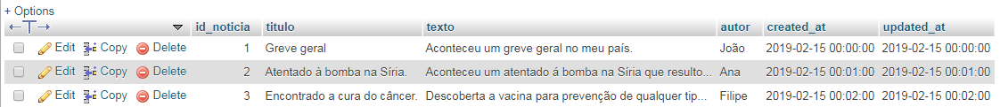 + Options
id_noticia titulo texto autor created_at updated_at
Edit Copy Delete 1 Greve geral Aconteceu um greve geral no meu país. João 2019-02-15 00:00:00 2019-02-15 00:00:00
Edit Copy Delete 2 Atentado à bomba na Síria. Aconteceu um atentado á bomba na Síria que resulto... Ana 2019-02-15 00:01:00 2019-02-15 00:01:00
Edit Copy Delete 3 Encontrado a cura do câncer. Descoberta a vacina para prevenção de qualquer tip... Filipe 2019-02-15 00:02:00 2019-02-15 00:02:00